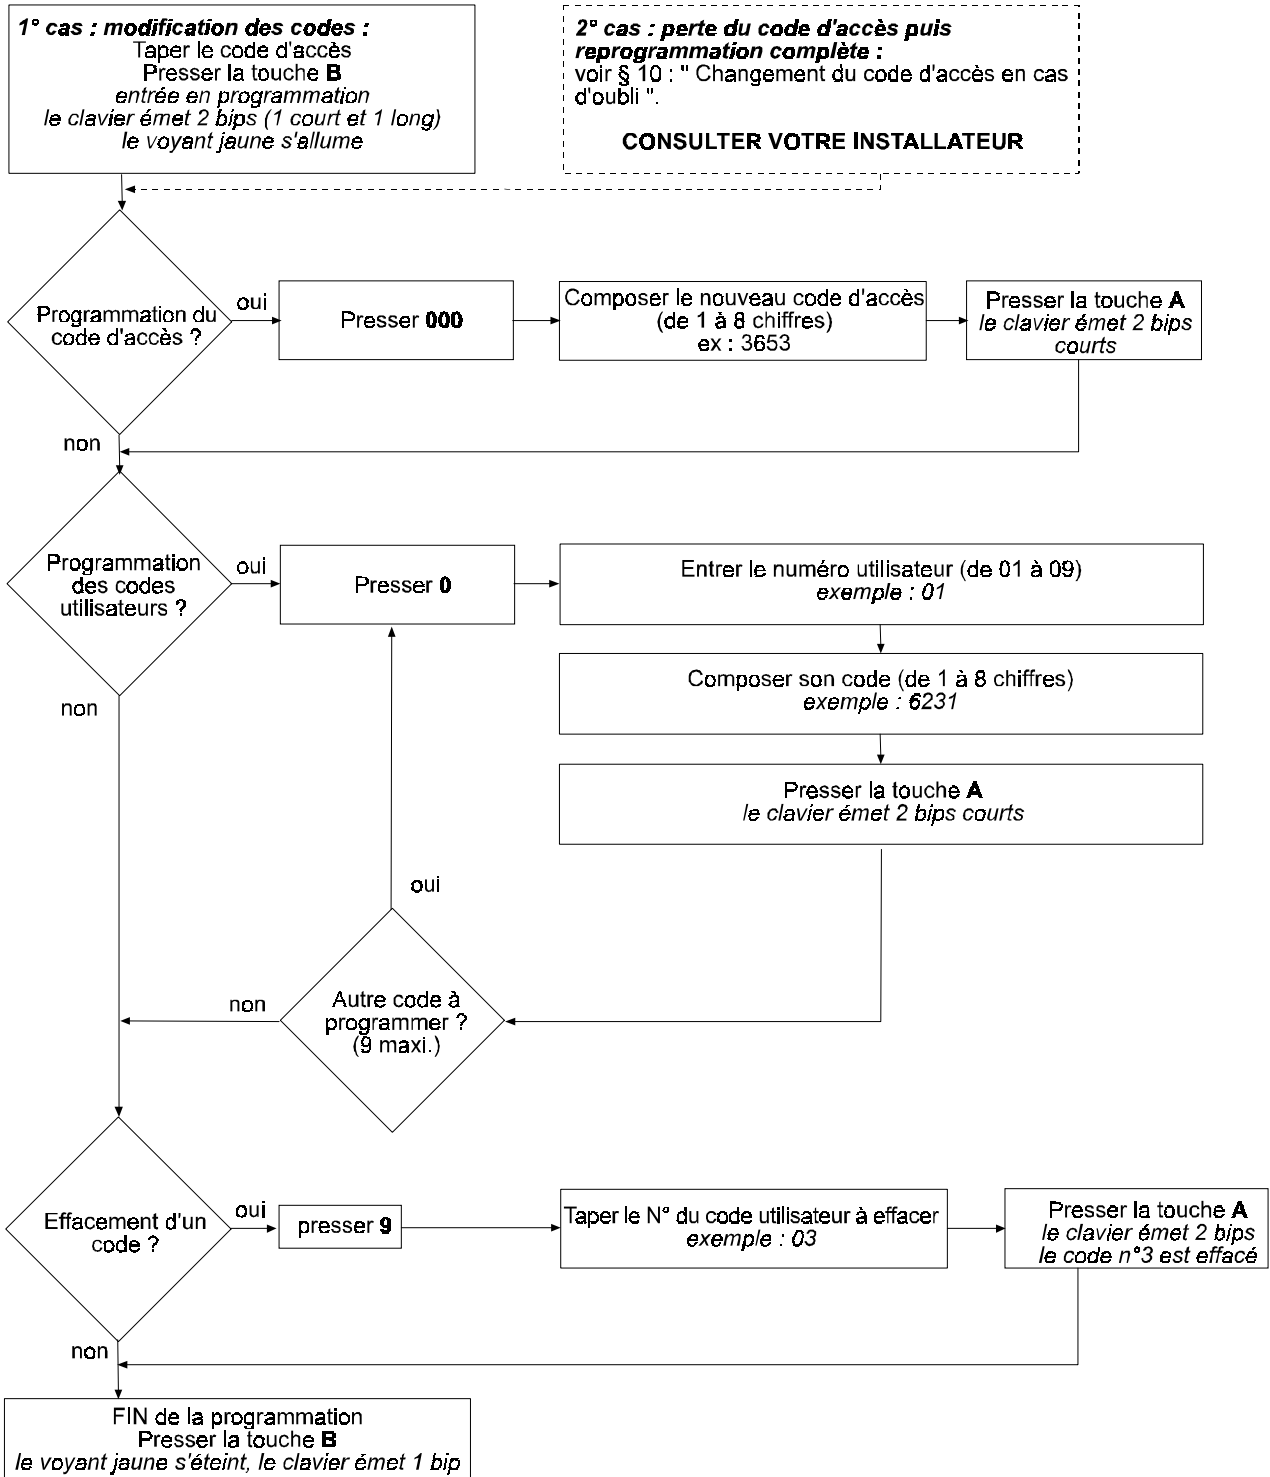 1° cas : modification des codes :
Taper le code d'accès
Presser la touche B
entrée en programmation
le clavier émet 2 bips (1 court et 1 long)
le voyant jaune s'allume
2° cas : perte du code d'accès puis
reprogrammation complète :
voir § 10 : " Changement du code d'accès en cas
d'oubli ".
CONSULTER VOTRE INSTALLATEUR
Programmation du
code d'accès ?
oui
Presser 000
Composer le nouveau code d'accès
(de 1 à 8 chiffres)
ex : 3653
Presser la touche A
le clavier émet 2 bips
courts
non
Programmation
des codes
utilisateurs ?
oui
Presser 0
Entrer le numéro utilisateur (de 01 à 09)
exemple : 01
Composer son code (de 1 à 8 chiffres)
exemple : 6231
Presser la touche A
le clavier émet 2 bips courts
non
oui
Autre code à
programmer ?
(9 maxi.)
non
Effacement d'un
code ?
oui
presser 9
Taper le N° du code utilisateur à effacer
exemple : 03
Presser la touche A
le clavier émet 2 bips
le code n°3 est effacé
non
FIN de la programmation
Presser la touche B
le voyant jaune s'éteint, le clavier émet 1 bip